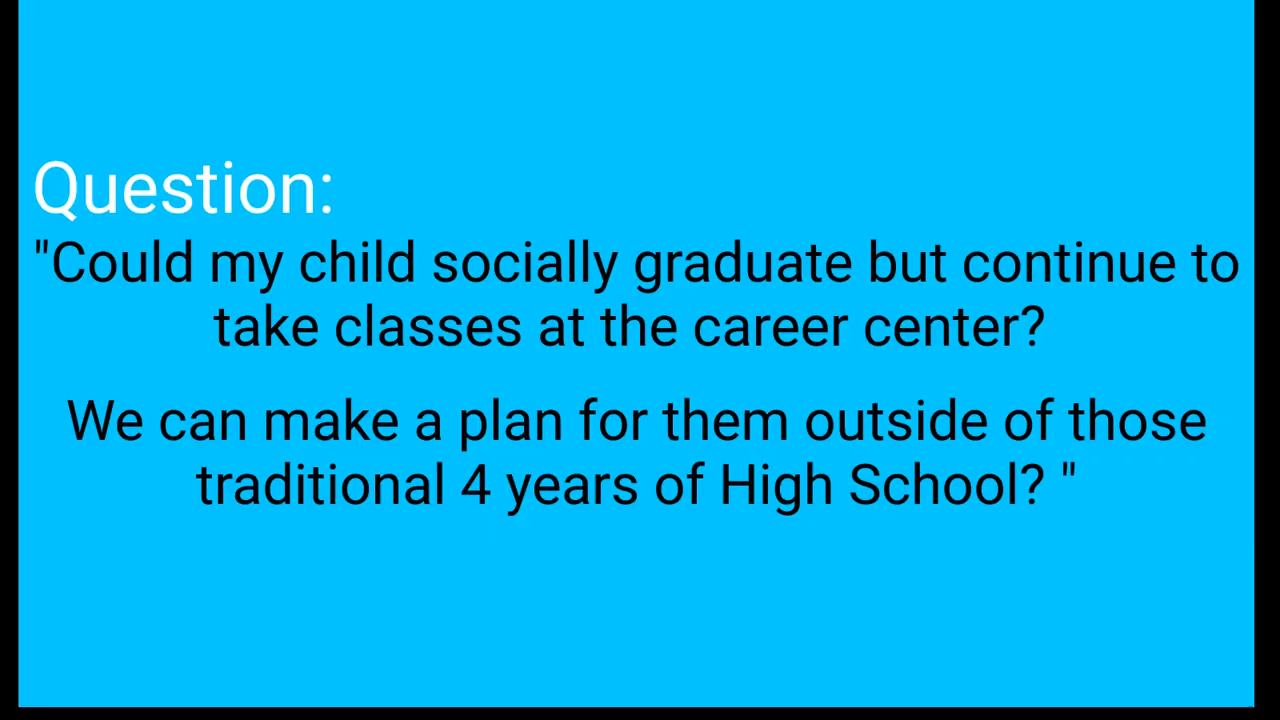 Question:
"Could my child socially graduate but continue to
take classes at the career center?
We can make a plan for them outside of those
traditional 4 years of High School? "